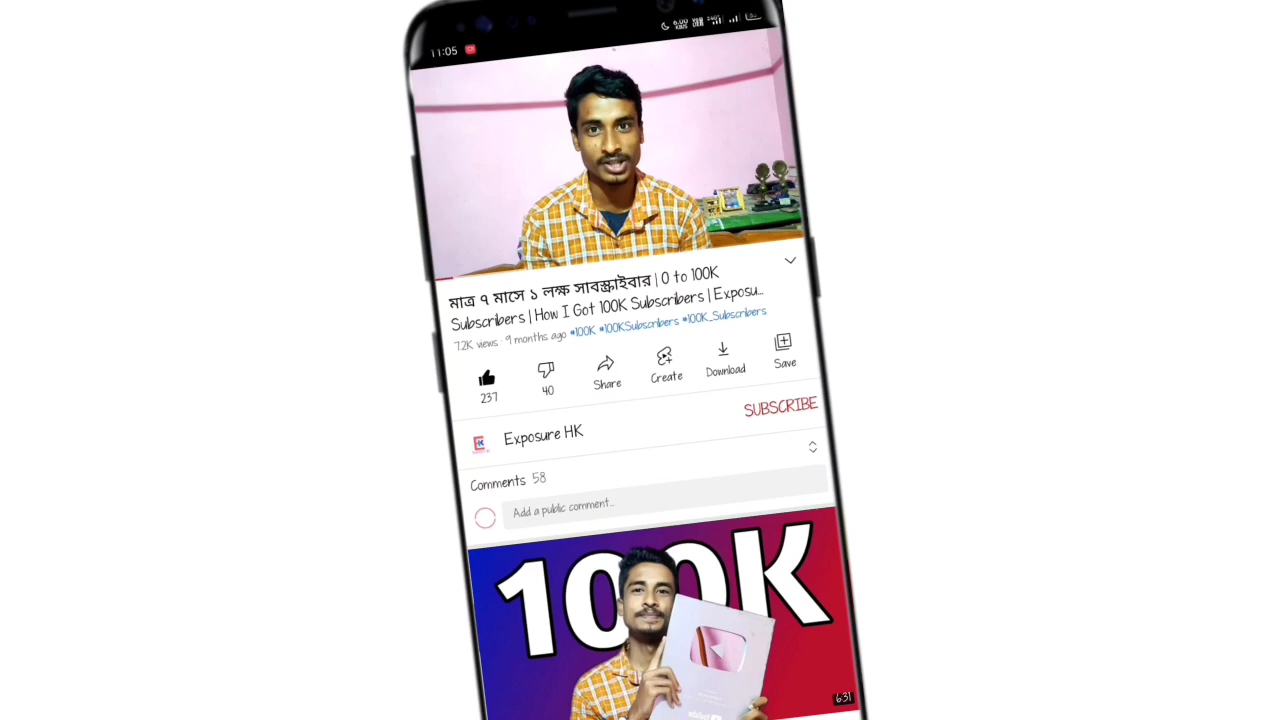 11:05
মাত্র ৭ মাসে ১ লক্ষ সাবস্ক্রাইবার | 0 to 100K
Subscribers | How I Got 100K Subscribers | Exposu...
7.2K views · 9 months ago #100K #100KSubscribers #100K_Subscribers
237
40
Share
Create
Download
Save
Exposure HK
SUBSCRIBE
Comments 58
Add a public comment...
100K
6:31